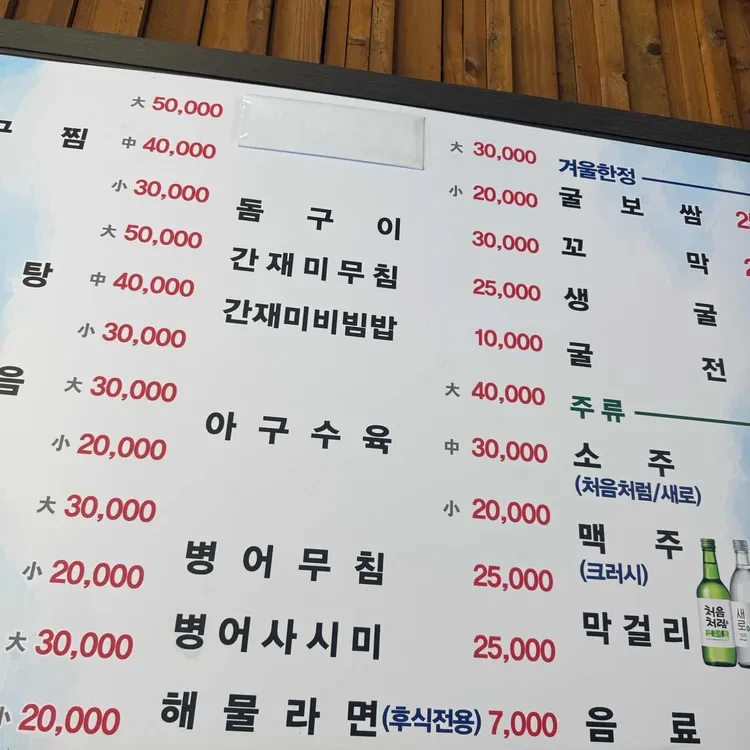 찜 大 50,000
中 40,000
小 30,000
탕 大 50,000
中 40,000
小 30,000
음 大 30,000
小 20,000
大 30,000
小 20,000
大 30,000
小 20,000
大 30,000
小 20,000
돔구이 30,000
간재미무침 25,000
간재미비빔밥 10,000
아구수육 大 40,000
中 30,000
小 20,000
병어무침 25,000
병어사시미 25,000
해물라면(후식전용) 7,000
겨울한정
굴보쌈
꼬막
생굴
굴전
주류
소주
(처음처럼/새로)
맥주
(크러시)
막걸리
음료
처음
처럼
새
로